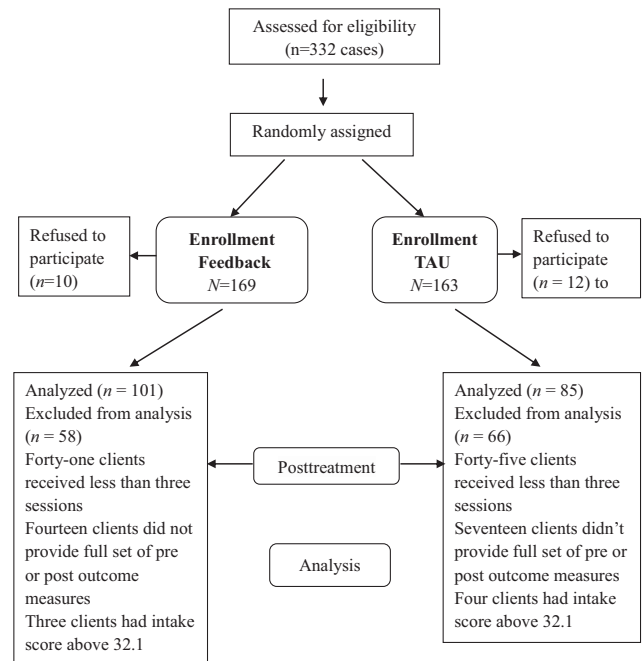 Assessed for eligibility
(n=332 cases)
Randomly assigned
Refused to
participate
(n=10)
Enrollment
Feedback
N=169
Enrollment
TAU
N=163
Refused to
participate
(n = 12) to
Analyzed (n = 101)
Excluded from analysis
(n = 58)
Forty-one clients
received less than three
sessions
Fourteen clients did not
provide full set of pre
or post outcome
measures
Three clients had intake
score above 32.1
Posttreatment
Analysis
Analyzed (n = 85)
Excluded from analysis
(n = 66)
Forty-five clients
received less than three
sessions
Seventeen clients didn't
provide full set of pre or
post outcome measures
Four clients had intake
score above 32.1